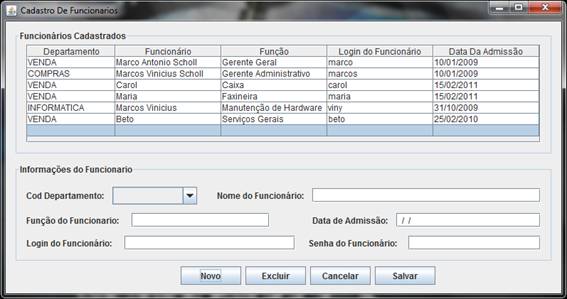 Cadastro De Funcionarios
Funcionários Cadastrados
Departamento Funcionário Função Login do Funcionário Data Da Admissão
VENDA Marco Antonio Scholl Gerente Geral marco 10/01/2009
COMPRAS Marcos Vinicius Scholl Gerente Administrativo marcos 10/01/2009
VENDA Carol Caixa carol 15/02/2011
VENDA Maria Faxineira maria 15/02/2011
INFORMATICA Marcos Vinicius Manutenção de Hardware viny 31/10/2009
VENDA Beto Serviços Gerais beto 25/02/2010
Informações do Funcionario
Cod Departamento: Nome do Funcionário:
Função do Funcionario: Data de Admissão: / /
Login do Funcionário: Senha do Funcionário:
Novo Excluir Cancelar Salvar